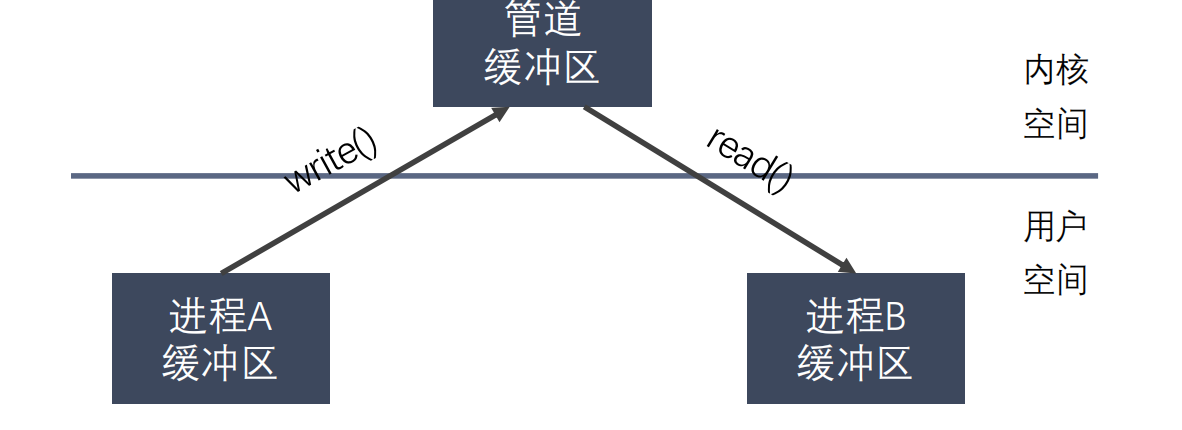 管道
缓冲区
内核
空间
write()
read()
用户
空间
进程A
缓冲区
进程B
缓冲区